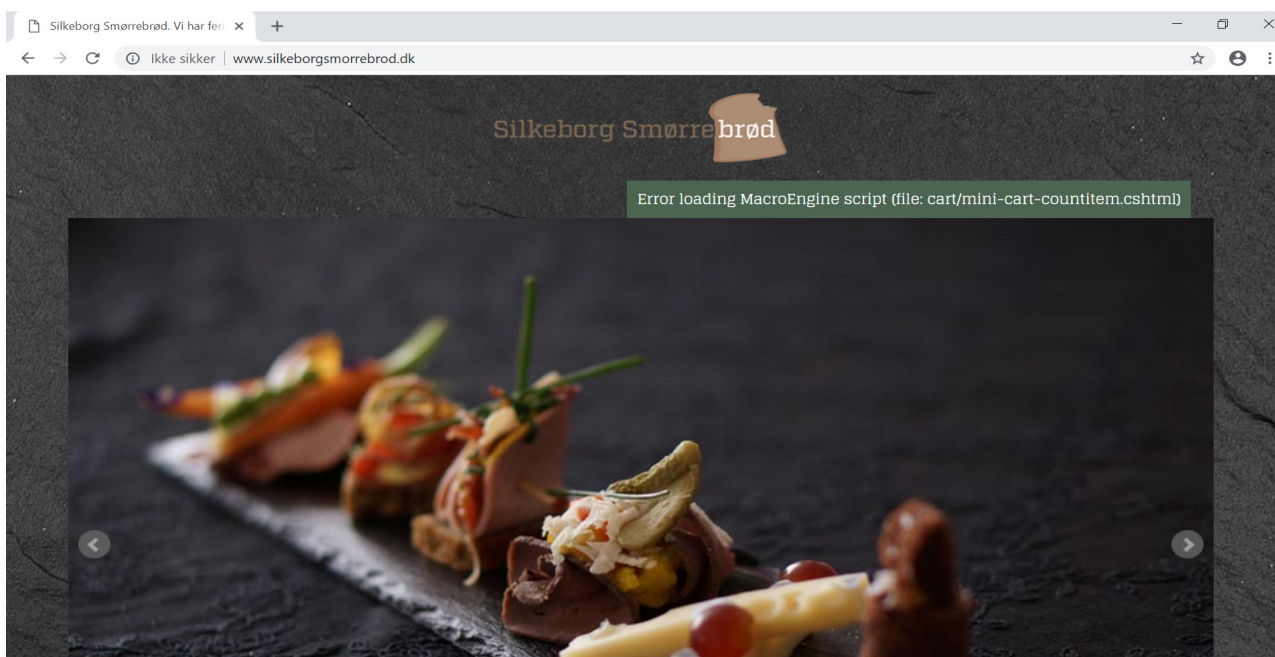 Silkeborg Smørrebrød. Vi har feri
Ikke sikker www.silkeborgsmorrebrod.dk
Silkeborg Smørrebrød
Error loading MacroEngine script (file: cart/mini-cart-countitem.cshtml)